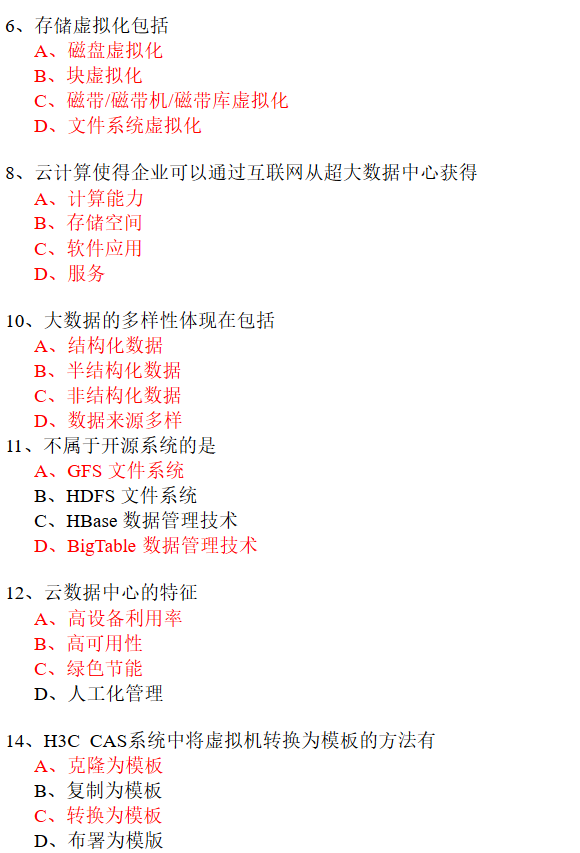 6、存储虚拟化包括
A、磁盘虚拟化
B、块虚拟化
C、磁带/磁带机/磁带库虚拟化
D、文件系统虚拟化
8、云计算使得企业可以通过互联网从超大数据中心获得
A、计算能力
B、存储空间
C、软件应用
D、服务
10、大数据的多样性体现在包括
A、结构化数据
B、半结构化数据
C、非结构化数据
D、数据来源多样
11、不属于开源系统的是
A、GFS 文件系统
B、HDFS 文件系统
C、HBase 数据管理技术
D、BigTable 数据管理技术
12、云数据中心的特征
A、高设备利用率
B、高可用性
C、绿色节能
D、人工化管理
14、H3C CAS系统中将虚拟机转换为模板的方法有
A、克隆为模板
B、复制为模板
C、转换为模板
D、布署为模版